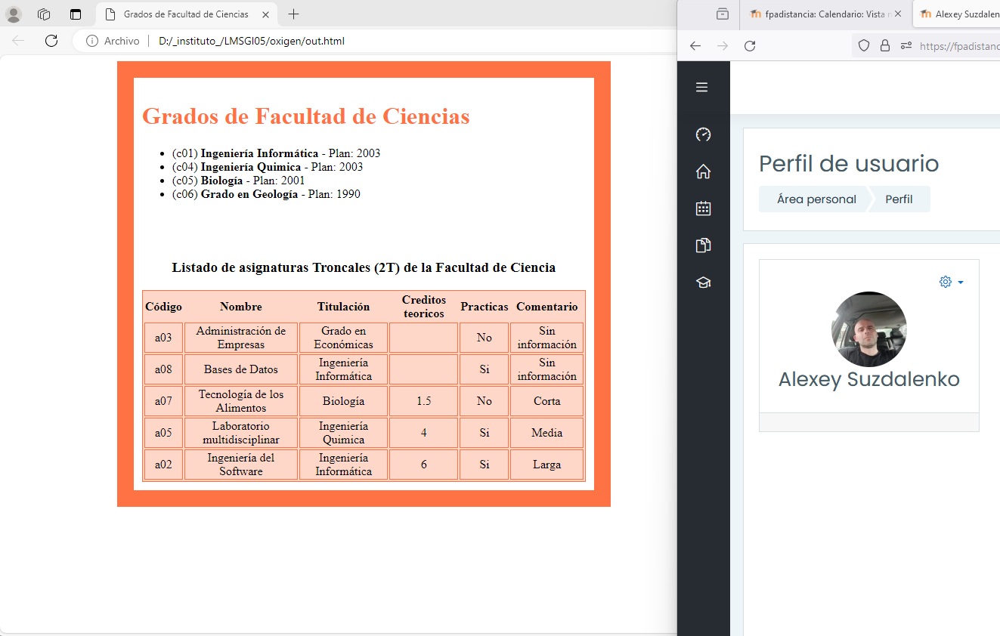 Grados de Facultad de Ciencias
Archivo
D:/_instituto_/LMSGI05/oxigen/out.html
Grados de Facultad de Ciencias
(c01) Ingeniería Informática - Plan: 2003
(c04) Ingeniería Quimica - Plan: 2003
(c05) Biología - Plan: 2001
(c06) Grado en Geología - Plan: 1990
Listado de asignaturas Troncales (2T) de la Facultad de Ciencia
Código Nombre Titulación Creditos teoricos Practicas Comentario
a03 Administración de Empresas Grado en Económicas No Sin información
a08 Bases de Datos Ingeniería Informática Si Sin información
a07 Tecnología de los Alimentos Biología 1.5 No Corta
a05 Laboratorio multidisciplinar Ingeniería Quimica 4 Si Media
a02 Ingeniería del Software Ingeniería Informática 6 Si Larga
fpadistancia: Calendario: Vista
Alexey Suzdalen
https://fpadistanc
Perfil de usuario
Área personal Perfil
Alexey Suzdalenko